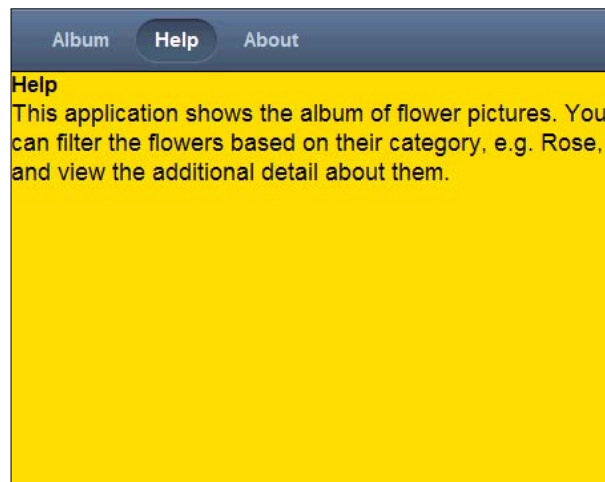 Album Help About
Help
This application shows the album of flower pictures. You
can filter the flowers based on their category, e.g. Rose,
and view the additional detail about them.